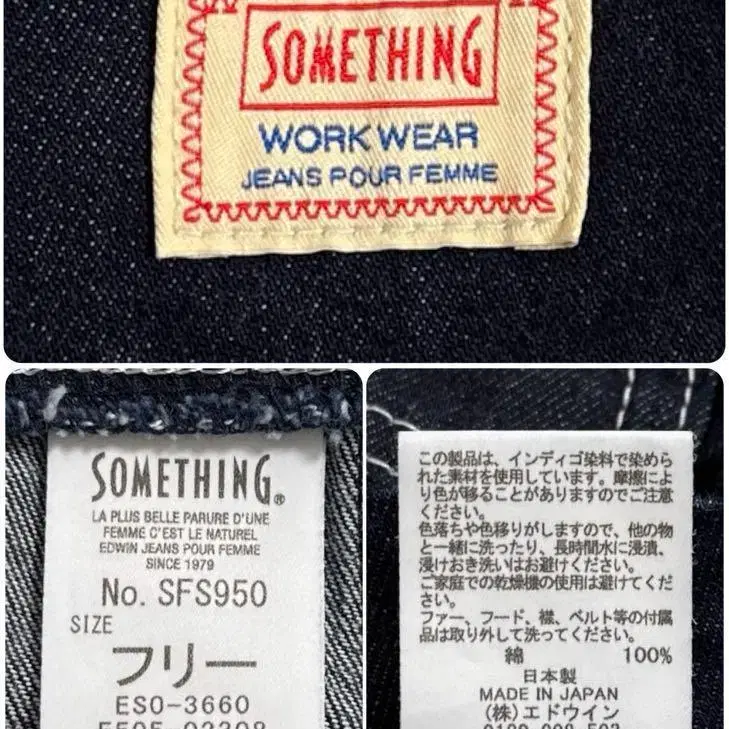 SOMETHING
WORK WEAR
JEANS POUR FEMME
SOMETHING®
LA PLUS BELLE PARURE D'UNE
FEMME C'EST LE NATUREL
EDWIN JEANS POUR FEMME
SINCE 1979
No. SFS950
SIZE
フリー
ES0-3660
この製品は、インディゴ染料で染めら
れた素材を使用しています。摩擦によ
り色が移ることがありますのでご注意
ください。
色落ちや色移りがしますので、他の物
と一緒に洗ったり、長時間水に浸漬、
浸けおき洗いはお避けください。
ご家庭での乾燥機の使用は避けてくだ
さい。
ファー、フード、襟、ベルト等の付属
品は取り外して洗ってください。
綿 100%
日本製
MADE IN JAPAN
(株)エドウイン